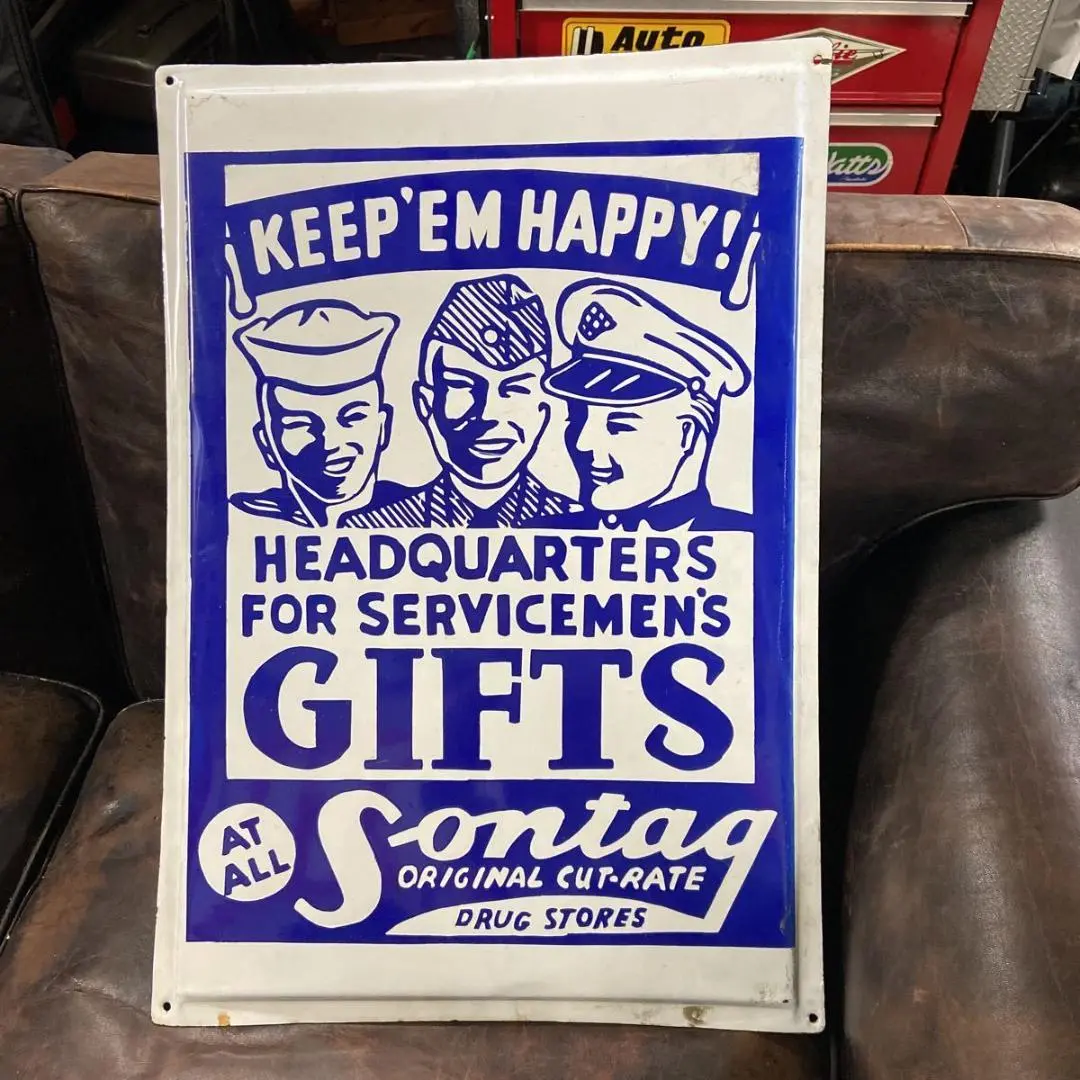 Auto
KEEP 'EM HAPPY!
HEADQUARTERS
FOR SERVICEMEN'S
GIFTS
AT
ALL
Sontag
ORIGINAL CUT-RATE
DRUG STORES